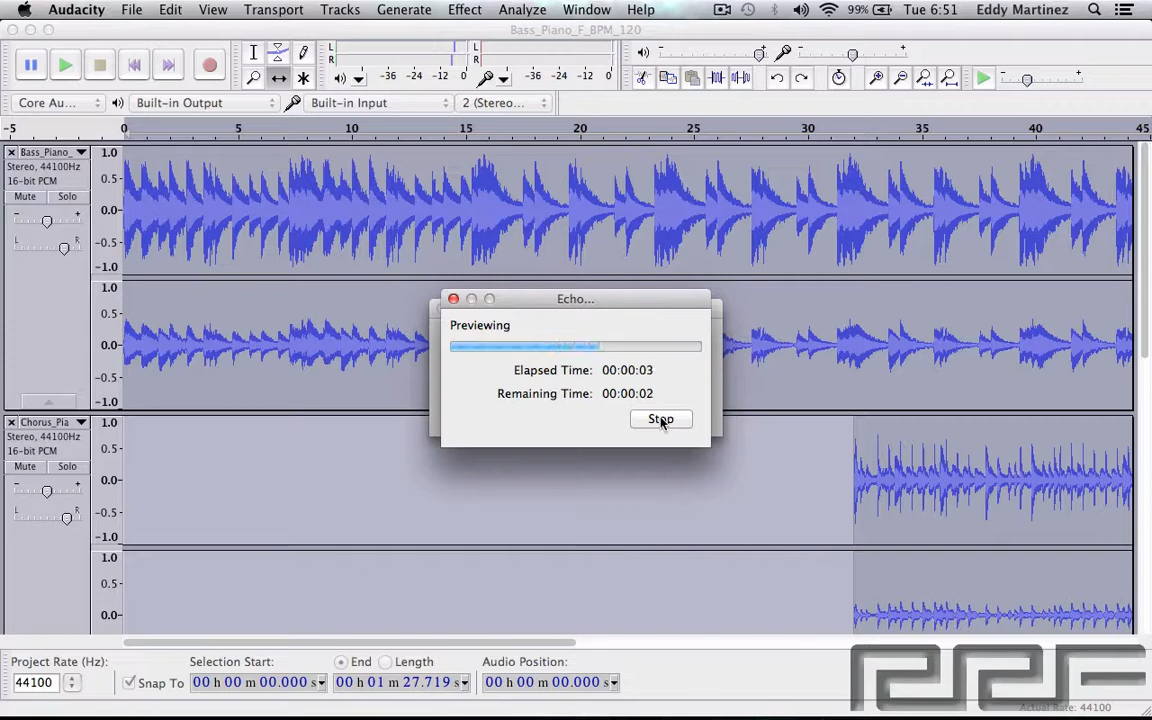 Audacity File Edit View Transport Tracks Generate Effect Analyze Window Help 99% Tue 6:51 Eddy Martinez
Bass_Piano_F_BPM_120
L
R
-36 -24 -12 0
L
R
-36 -24 -12 0
Core Au... Built-in Output Built-in Input 2 (Stereo...
-5 0 5 10 15 20 25 30 35 40 45
Bass_Piano_
Stereo, 44100Hz
16-bit PCM
Mute Solo
- +
L R
1.0
0.5
0.0
-0.5
-1.0
1.0
0.5
0.0
-0.5
-1.0
Echo...
Previewing
Elapsed Time: 00:00:03
Remaining Time: 00:00:02
Stop
Chorus_Pia
Stereo, 44100Hz
16-bit PCM
Mute Solo
- +
L R
1.0
0.5
0.0
-0.5
-1.0
1.0
0.5
0.0
Project Rate (Hz): Selection Start: End Length Audio Position:
44100 Snap To 00 h 00 m 00.000 s 00 h 01 m 27.719 s 00 h 00 m 00.000 s
Actual Rate: 44100